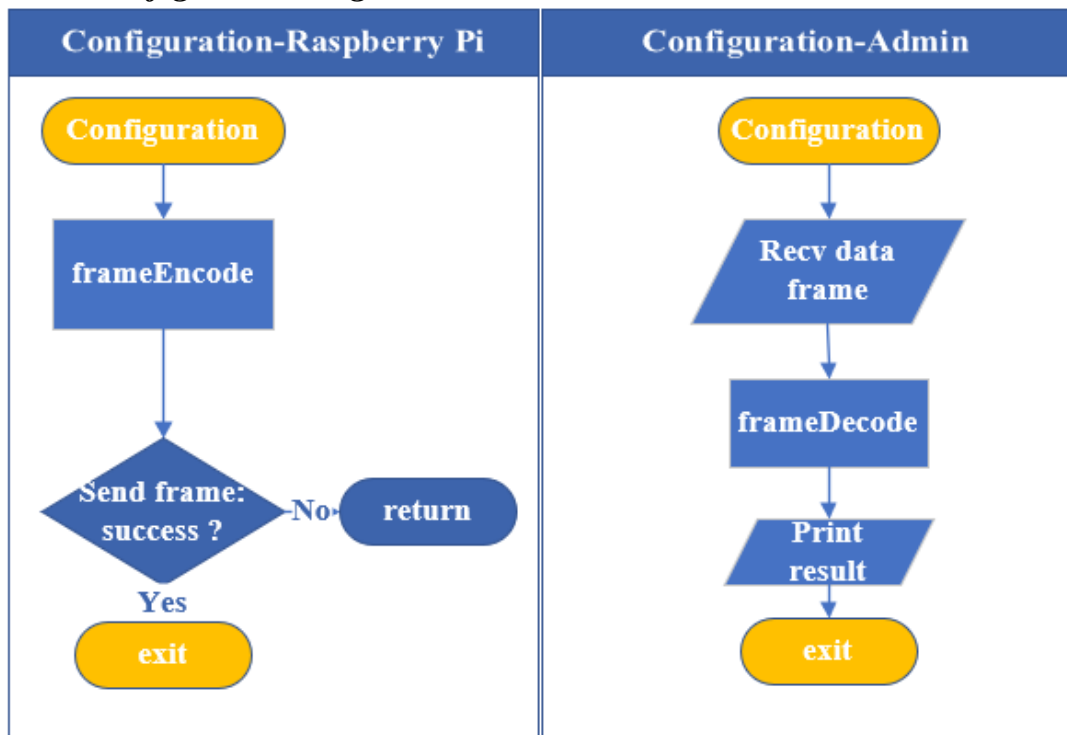 Configuration-Raspberry Pi
Configuration
frameEncode
Send frame:
success ?
No
return
Yes
exit
Configuration-Admin
Configuration
Recv data
frame
frameDecode
Print
result
exit